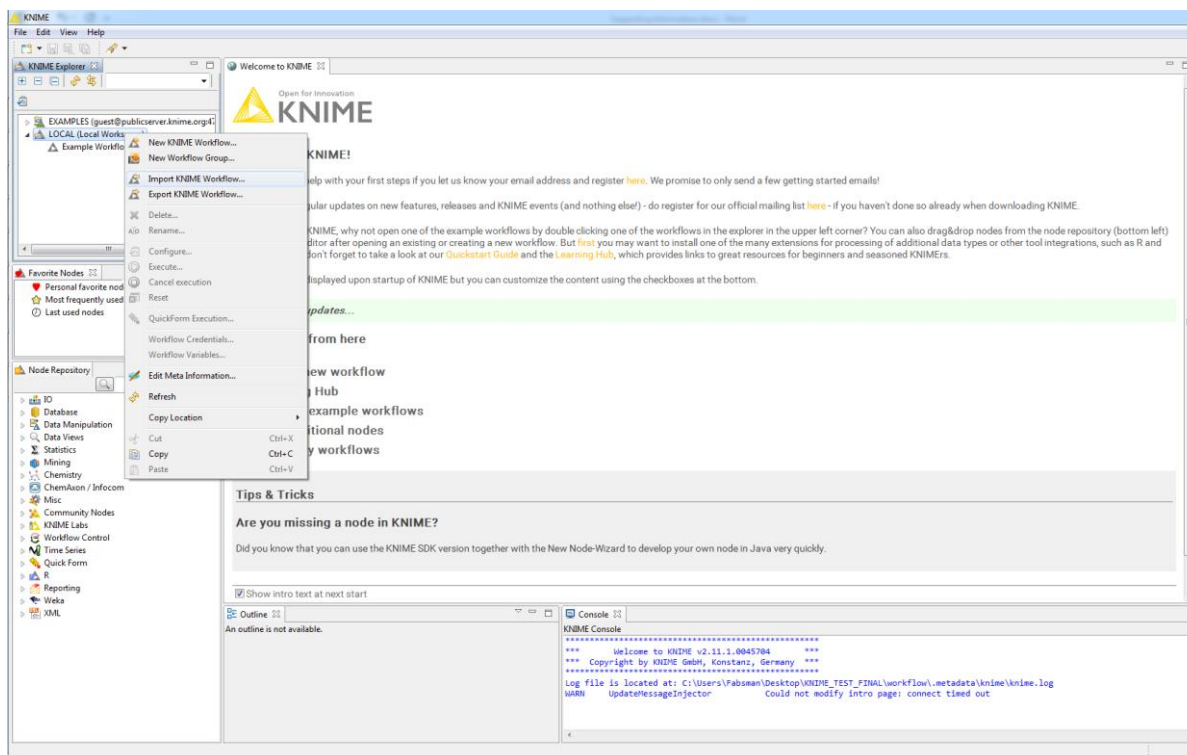 KNIME
File Edit View Help
KNIME Explorer
EXAMPLES (guest@publicserver.knime.org:47
LOCAL (Local Works
Example Workflo
Favorite Nodes
Personal favorite nod
Most frequently used
Last used nodes
Node Repository
IO
Database
Data Manipulation
Data Views
Statistics
Mining
Chemistry
ChemAxon / Infocom
Misc
Community Nodes
KNIME Labs
Workflow Control
Time Series
Quick Form
R
Reporting
Weka
XML
New KNIME Workflow...
New Workflow Group...
Import KNIME Workflow...
Export KNIME Workflow...
Delete...
Rename...
Configure...
Execute...
Cancel execution
Reset
QuickForm Execution...
Workflow Credentials...
Workflow Variables...
Edit Meta Information...
Refresh
Copy Location
Cut Ctrl+X
Copy Ctrl+C
Paste Ctrl+V
Welcome to KNIME
Open for Innovation
KNIME
KNIME!
elp with your first steps if you let us know your email address and register here. We promise to only send a few getting started emails!
gular updates on new features, releases and KNIME events (and nothing else!) - do register for our official mailing list here - if you haven't done so already when downloading KNIME.
KNIME, why not open one of the example workflows by double clicking one of the workflows in the explorer in the upper left corner? You can also drag&drop nodes from the node repository (bottom left)
ditor after opening an existing or creating a new workflow. But first you may want to install one of the many extensions for processing of additional data types or other tool integrations, such as R and
don't forget to take a look at our Quickstart Guide and the Learning Hub, which provides links to great resources for beginners and seasoned KNIMErs.
displayed upon startup of KNIME but you can customize the content using the checkboxes at the bottom.
updates...
from here
ew workflow
Hub
example workflows
itional nodes
y workflows
Tips & Tricks
Are you missing a node in KNIME?
Did you know that you can use the KNIME SDK version together with the New Node-Wizard to develop your own node in Java very quickly.
Show intro text at next start
Outline
An outline is not available.
Console
KNIME Console
***************************************************
*** Welcome to KNIME v2.11.1.0045704 ***
*** Copyright by KNIME GmbH, Konstanz, Germany ***
***************************************************
Log file is located at: C:\Users\Fabsman\Desktop\KNIME_TEST_FINAL\workflow\.metadata\knime\knime.log
WARN UpdateMessageInjector Could not modify intro page: connect timed out